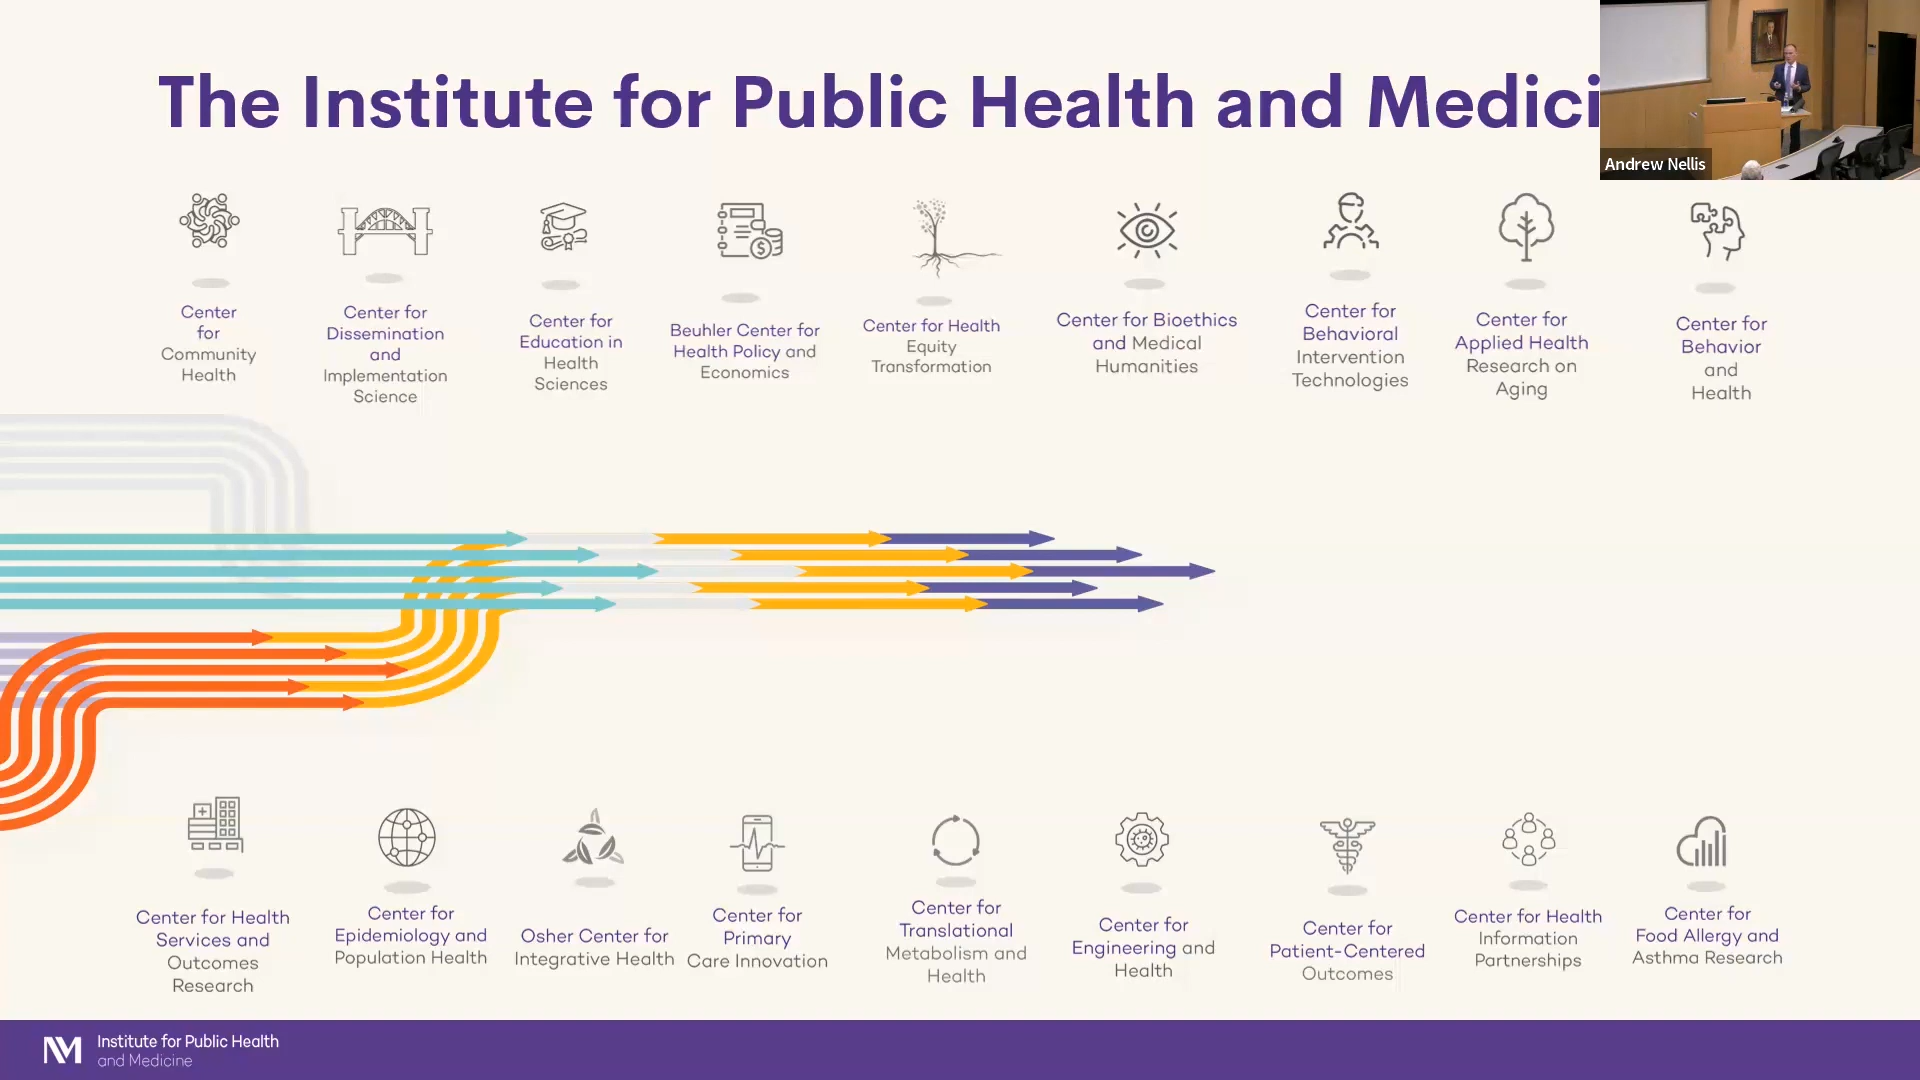 The Institute for Public Health and Medici
Andrew Nellis
Center
for
Community
Health
Center for
Dissemination
and
Implementation
Science
Center for
Education in
Health
Sciences
Beuhler Center for
Health Policy and
Economics
Center for Health
Equity
Transformation
Center for Bioethics
and Medical
Humanities
Center for
Behavioral
Intervention
Technologies
Center for
Applied Health
Research on
Aging
Center for
Behavior
and
Health
Center for Health
Services and
Outcomes
Research
Center for
Epidemiology and
Population Health
Osher Center for
Integrative Health
Center for
Primary
Care Innovation
Center for
Translational
Metabolism and
Health
Center for
Engineering and
Health
Center for
Patient-Centered
Outcomes
Center for Health
Information
Partnerships
Center for
Food Allergy and
Asthma Research
NM
Institute for Public Health
and Medicine